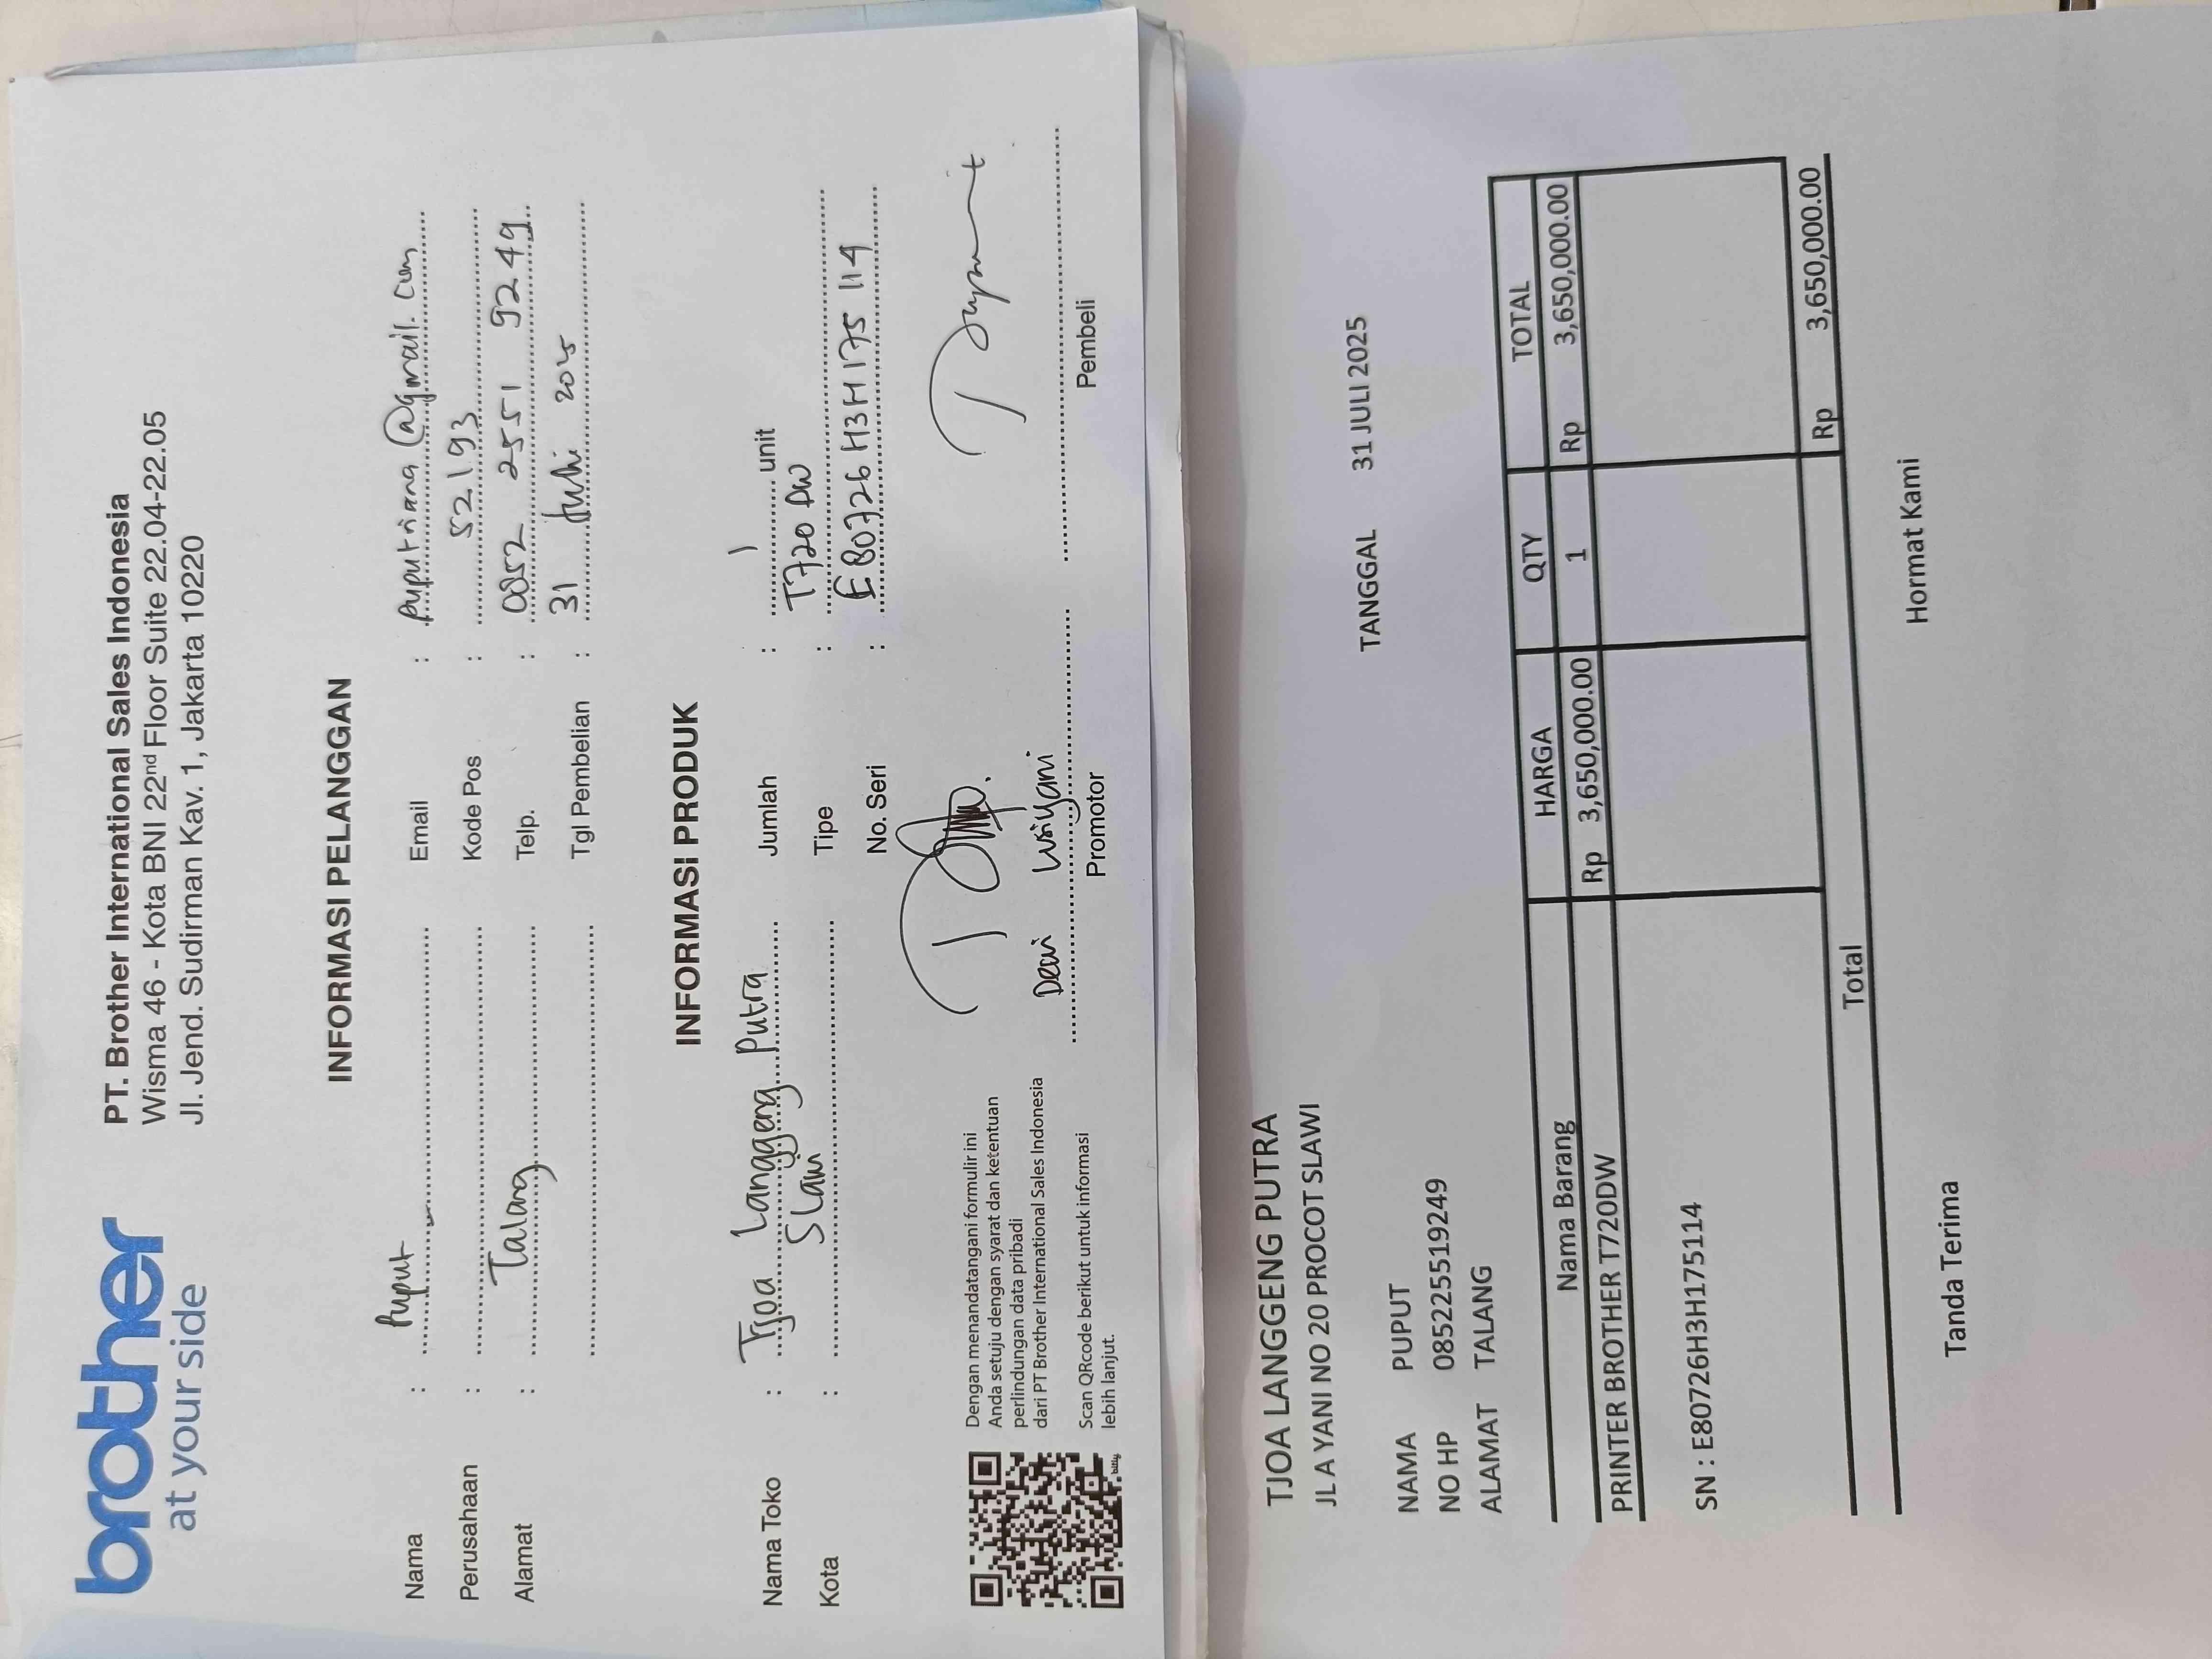 brother
at your side
PT. Brother International Sales Indonesia
Wisma 46 - Kota BNI 22nd Floor Suite 22.04-22.05
Jl. Jend. Sudirman Kav. 1, Jakarta 10220
INFORMASI PELANGGAN
Nama : Puput
Email : puputriana@gmail.com
Perusahaan :
Kode Pos : 52193
Alamat : Talang
Telp. : 0852 2551 9249
Tgl Pembelian : 31 Juli 2025
INFORMASI PRODUK
Nama Toko : Tjoa Langgeng Putra
Jumlah : 1 unit
Kota : Slawi
Tipe : T720 DW
No. Seri : E80726H3H175114
Dengan menandatangani formulir ini
Anda setuju dengan syarat dan ketentuan
perlindungan data pribadi
dari PT Brother International Sales Indonesia
Scan QRcode berikut untuk informasi
lebih lanjut.
bitly
Dewi
Promotor
Pembeli
TJOA LANGGENG PUTRA
JL A YANI NO 20 PROCOT SLAWI
TANGGAL 31 JULI 2025
NAMA PUPUT
NO HP 085225519249
ALAMAT TALANG
Nama Barang HARGA QTY TOTAL
PRINTER BROTHER T720DW Rp 3,650,000.00 1 Rp 3,650,000.00
SN : E80726H3H175114
Total Rp 3,650,000.00
Tanda Terima Hormat Kami